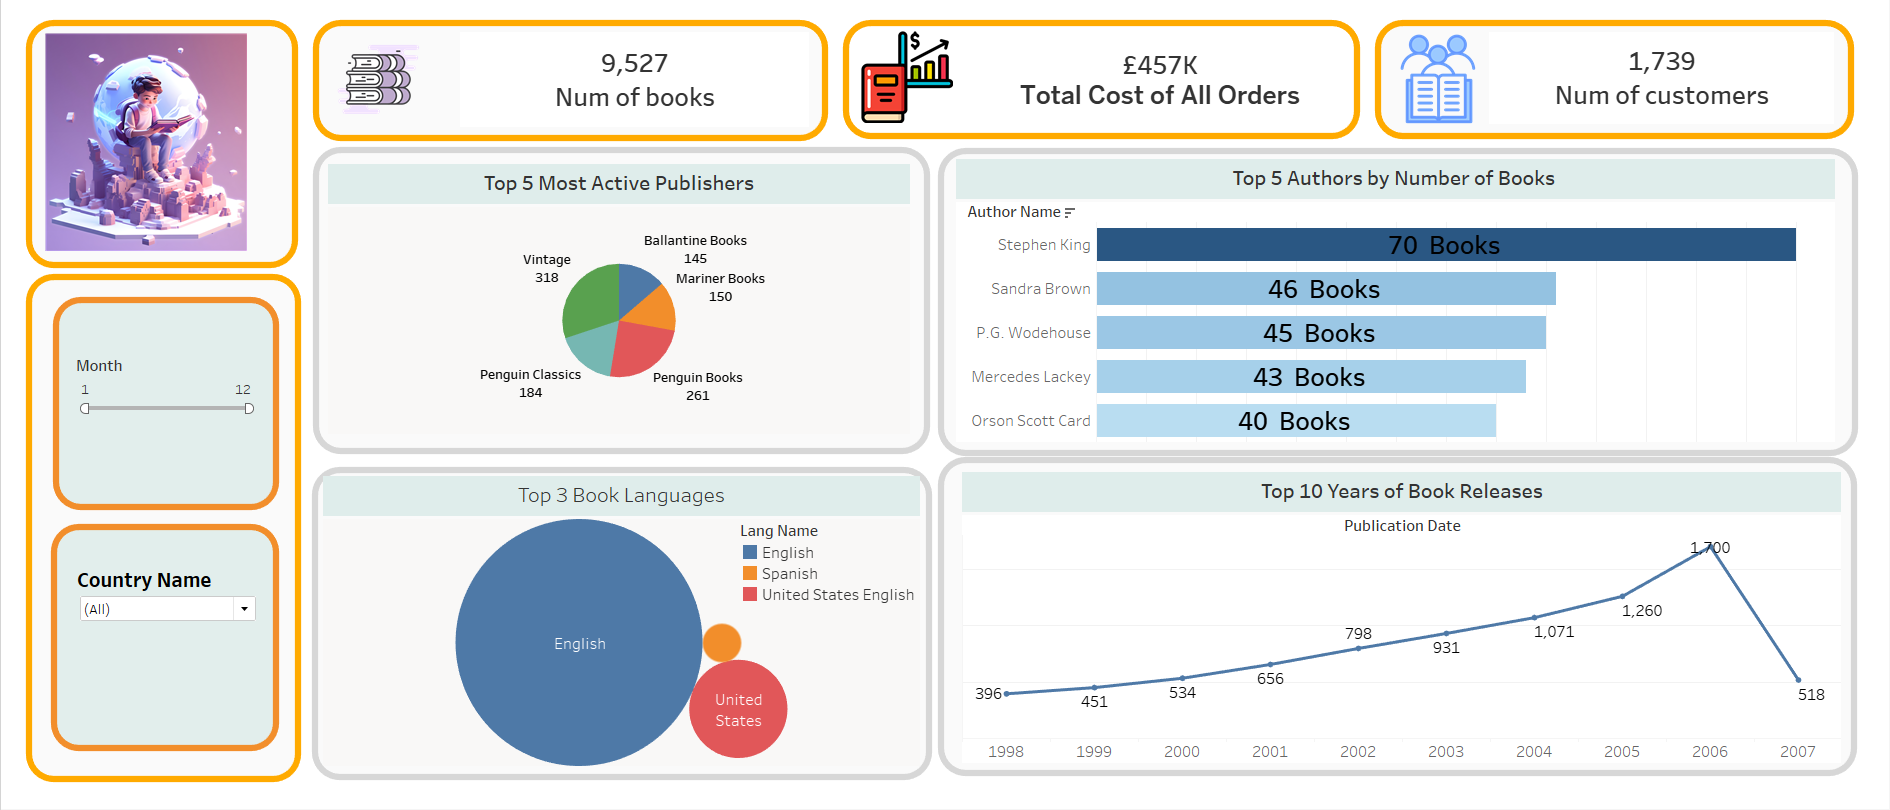 9,527
Num of books
$
£457K
Total Cost of All Orders
1,739
Num of customers
Month
1 12
Country Name
(All)
Top 5 Most Active Publishers
Ballantine Books
145
Mariner Books
150
Vintage
318
Penguin Classics
184
Penguin Books
261
Top 5 Authors by Number of Books
Author Name
Stephen King 70 Books
Sandra Brown 46 Books
P.G. Wodehouse 45 Books
Mercedes Lackey 43 Books
Orson Scott Card 40 Books
Top 3 Book Languages
Lang Name
English
Spanish
United States English
English
United
States
Top 10 Years of Book Releases
Publication Date
396 451 534 656 798 931 1,071 1,260 1,700 518
1998 1999 2000 2001 2002 2003 2004 2005 2006 2007